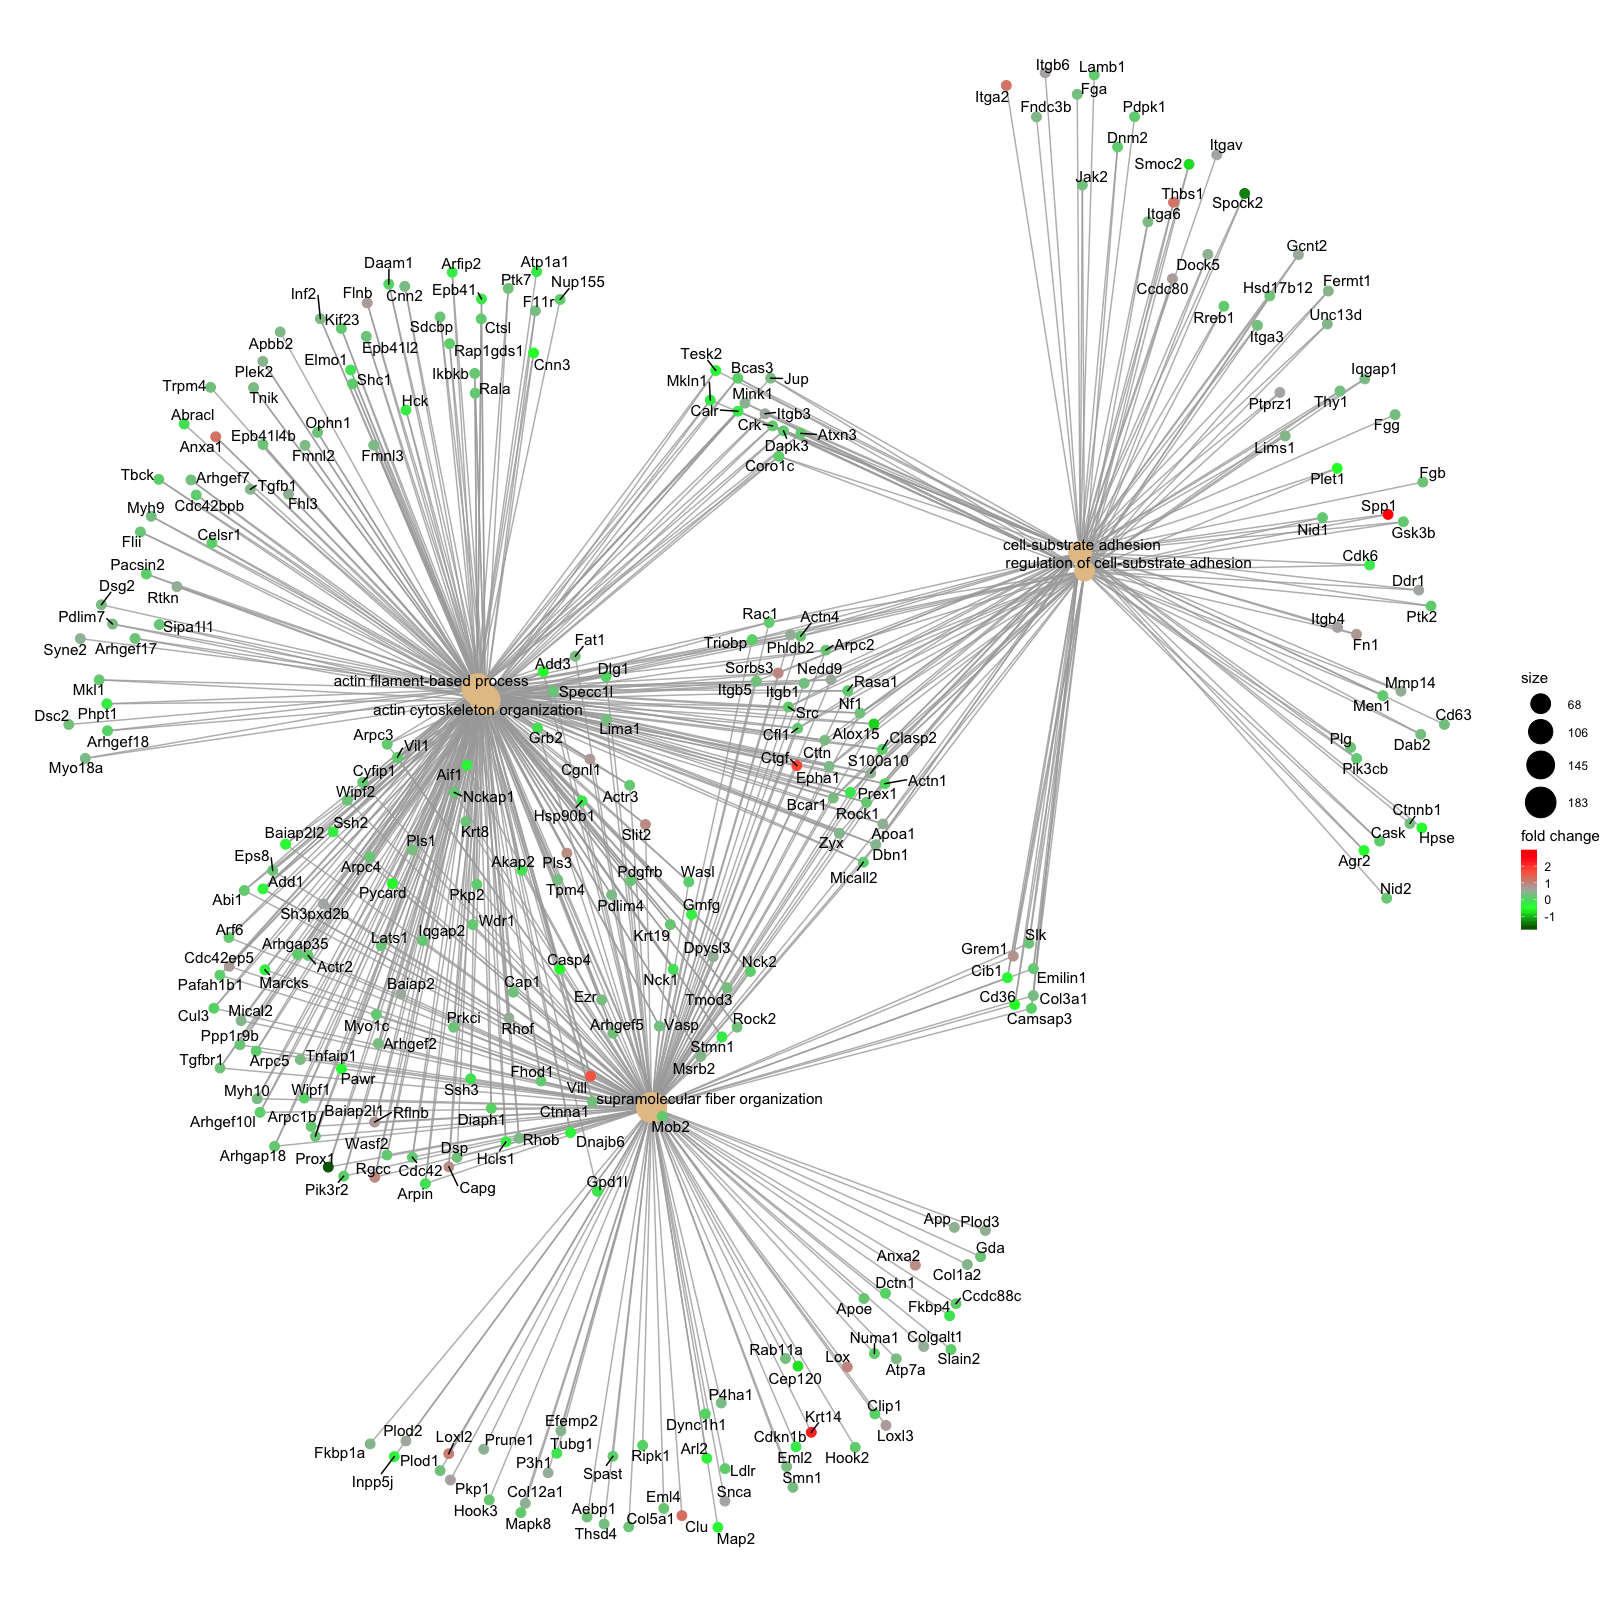 Itgb6
Lamb1
Itga2
Fga
Fndc3b
Pdpk1
Dnm2
Itgav
Smoc2
Jak2
Thbs1
Spock2
Itga6
Gcnt2
Dock5
Ccdc80
Hsd17b12
Fermt1
Rreb1
Unc13d
Itga3
Iqgap1
Ptprz1
Thy1
Fgg
Lims1
Plet1
Fgb
Spp1
Nid1
Gsk3b
cell-substrate adhesion
regulation of cell-substrate adhesion
Cdk6
Ddr1
Ptk2
Itgb4
Fn1
Mmp14
Men1
Cd63
Dab2
Plg
Pik3cb
Ctnnb1
Cask
Hpse
Agr2
Nid2
Daam1
Arfip2
Atp1a1
Inf2
Flnb
Cnn2
Epb41
Ptk7
Nup155
F11r
Kif23
Sdcbp
Ctsl
Apbb2
Elmo1
Epb41l2
Rap1gds1
Cnn3
Plek2
Shc1
Ikbkb
Rala
Trpm4
Tnik
Hck
Abracl
Ophn1
Anxa1
Epb41l4b
Fmnl2
Fmnl3
Tbck
Arhgef7
Tgfb1
Cdc42bpb
Fhl3
Myh9
Flii
Celsr1
Pacsin2
Dsg2
Rtkn
Pdlim7
Sipa1l1
Syne2
Arhgef17
Mkl1
Dsc2
Phpt1
Arhgef18
Myo18a
Tesk2
Bcas3
Mkln1
Jup
Mink1
Calr
Itgb3
Crk
Atxn3
Dapk3
Coro1c
actin filament-based process
actin cytoskeleton organization
Fat1
Add3
Dlg1
Specc1l
Lima1
Grb2
Rac1
Actn4
Triobp
Phldb2
Arpc2
Sorbs3
Nedd9
Itgb5
Itgb1
Rasa1
Src
Nf1
Cfl1
Alox15
Clasp2
Ctgf
Cttn
S100a10
Epha1
Actn1
Bcar1
Prex1
Rock1
Zyx
Apoa1
Dbn1
Micall2
Arpc3
Vil1
Cyfip1
Aif1
Cgnl1
Wipf2
Nckap1
Hsp90b1
Actr3
Baiap2l2
Ssh2
Krt8
Slit2
Eps8
Pls1
Arpc4
Akap2
Pls3
Add1
Pycard
Pkp2
Tpm4
Pdgfrb
Wasl
Abi1
Pdlim4
Gmfg
Sh3pxd2b
Wdr1
Arf6
Arhgap35
Lats1
Iqgap2
Krt19
Dpysl3
Cdc42ep5
Actr2
Casp4
Nck2
Pafah1b1
Marcks
Baiap2
Cap1
Nck1
Tmod3
Cul3
Mical2
Myo1c
Prkci
Rhof
Ezr
Arhgef5
Vasp
Rock2
Ppp1r9b
Arhgef2
Stmn1
Tgfbr1
Arpc5
Tnfaip1
Msrb2
Pawr
Fhod1
Myh10
Wipf1
Ssh3
Vill
Arhgef10l
Arpc1b
Baiap2l1
Rflnb
Diaph1
Ctnna1
supramolecular fiber organization
Mob2
Arhgap18
Wasf2
Dsp
Rhob
Dnajb6
Prox1
Rgcc
Cdc42
Hcls1
Pik3r2
Arpin
Capg
Gpd1l
Grem1
Slk
Cib1
Emilin1
Cd36
Col3a1
Camsap3
App
Plod3
Gda
Anxa2
Col1a2
Dctn1
Ccdc88c
Apoe
Fkbp4
Numa1
Colgalt1
Rab11a
Lox
Slain2
Cep120
Atp7a
P4ha1
Clip1
Krt14
Dync1h1
Loxl3
Efemp2
Cdkn1b
Plod2
Loxl2
Prune1
Tubg1
Ripk1
Arl2
Eml2
Hook2
Fkbp1a
Plod1
P3h1
Spast
Ldlr
Smn1
Inpp5j
Pkp1
Col12a1
Snca
Hook3
Eml4
Mapk8
Aebp1
Col5a1
Clu
Thsd4
Map2
size
68
106
145
183
fold change
2
1
0
-1